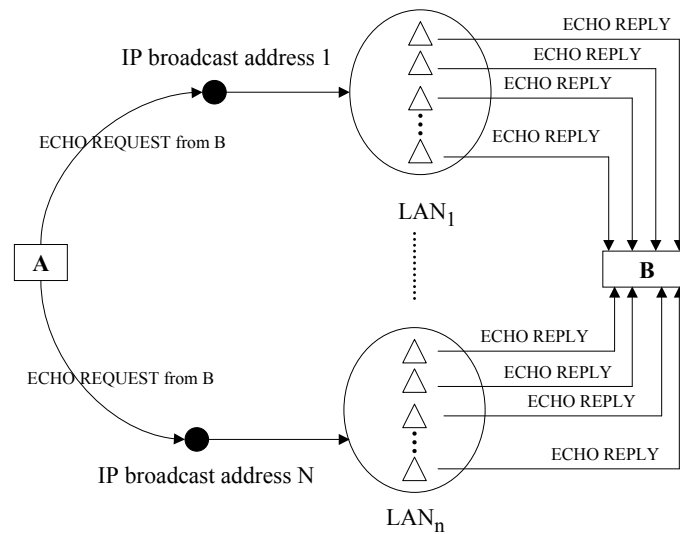 ECHO REPLY
ECHO REPLY
ECHO REPLY
ECHO REPLY
IP broadcast address 1
ECHO REQUEST from B
LAN1
A
B
ECHO REQUEST from B
ECHO REPLY
ECHO REPLY
ECHO REPLY
ECHO REPLY
IP broadcast address N
LANn